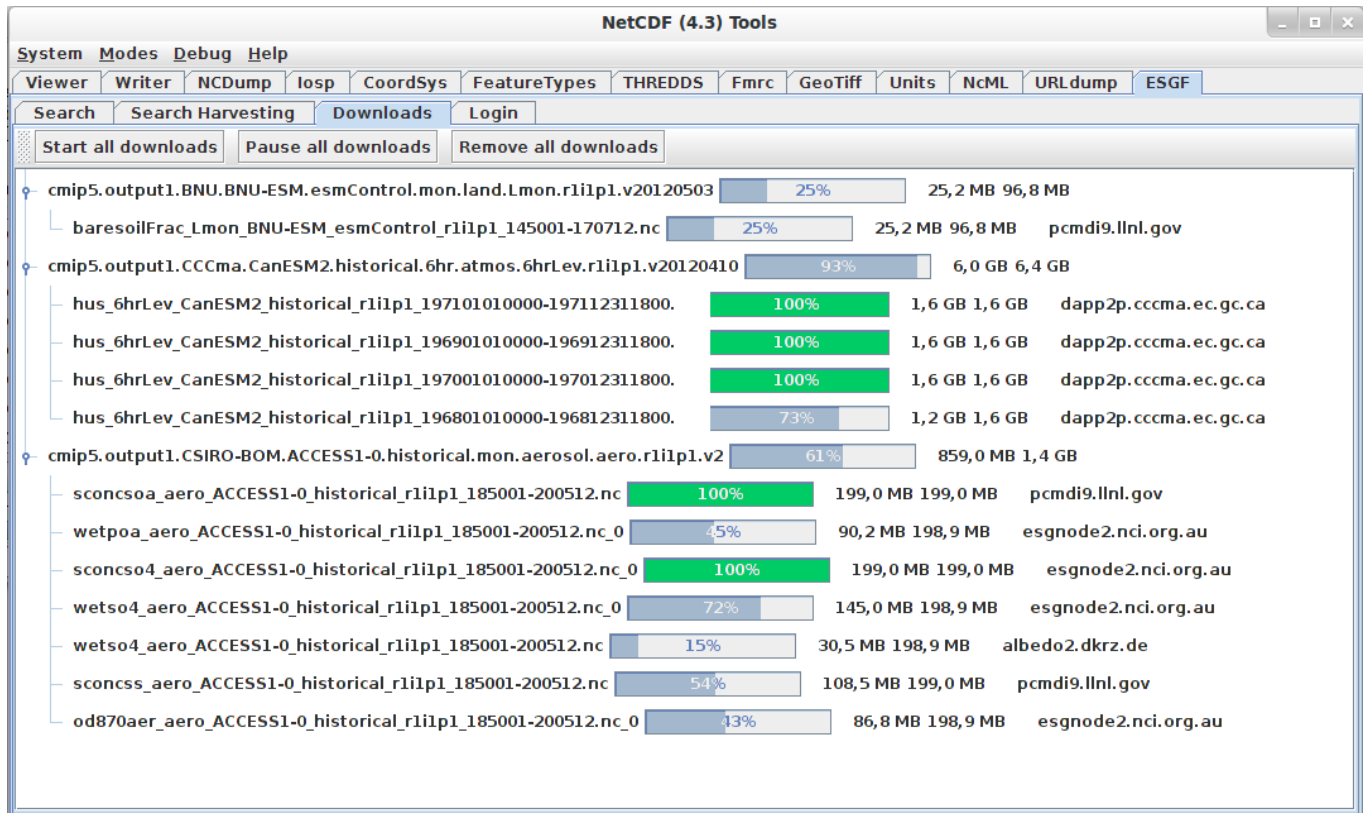 NetCDF (4.3) Tools
System Modes Debug Help
Viewer Writer NCDump Iosp CoordSys FeatureTypes THREDDS Fmrc GeoTiff Units NcML URLdump ESGF
Search Search Harvesting Downloads Login
Start all downloads Pause all downloads Remove all downloads
cmip5.output1.BNU.BNU-ESM.esmControl.mon.land.Lmon.r1i1p1.v20120503 25% 25,2 MB 96,8 MB
baresoilFrac_Lmon_BNU-ESM_esmControl_r1i1p1_145001-170712.nc 25% 25,2 MB 96,8 MB pcmdi9.llnl.gov
cmip5.output1.CCCma.CanESM2.historical.6hr.atmos.6hrLev.r1i1p1.v20120410 93% 6,0 GB 6,4 GB
hus_6hrLev_CanESM2_historical_r1i1p1_197101010000-197112311800. 100% 1,6 GB 1,6 GB dapp2p.cccma.ec.gc.ca
hus_6hrLev_CanESM2_historical_r1i1p1_196901010000-196912311800. 100% 1,6 GB 1,6 GB dapp2p.cccma.ec.gc.ca
hus_6hrLev_CanESM2_historical_r1i1p1_197001010000-197012311800. 100% 1,6 GB 1,6 GB dapp2p.cccma.ec.gc.ca
hus_6hrLev_CanESM2_historical_r1i1p1_196801010000-196812311800. 73% 1,2 GB 1,6 GB dapp2p.cccma.ec.gc.ca
cmip5.output1.CSIRO-BOM.ACCESS1-0.historical.mon.aerosol.aero.r1i1p1.v2 61% 859,0 MB 1,4 GB
sconcsoa_aero_ACCESS1-0_historical_r1i1p1_185001-200512.nc 100% 199,0 MB 199,0 MB pcmdi9.llnl.gov
wetpoa_aero_ACCESS1-0_historical_r1i1p1_185001-200512.nc_0 45% 90,2 MB 198,9 MB esgnode2.nci.org.au
sconcso4_aero_ACCESS1-0_historical_r1i1p1_185001-200512.nc_0 100% 199,0 MB 199,0 MB esgnode2.nci.org.au
wetso4_aero_ACCESS1-0_historical_r1i1p1_185001-200512.nc_0 72% 145,0 MB 198,9 MB esgnode2.nci.org.au
wetso4_aero_ACCESS1-0_historical_r1i1p1_185001-200512.nc 15% 30,5 MB 198,9 MB albedo2.dkrz.de
sconcss_aero_ACCESS1-0_historical_r1i1p1_185001-200512.nc 54% 108,5 MB 199,0 MB pcmdi9.llnl.gov
od870aer_aero_ACCESS1-0_historical_r1i1p1_185001-200512.nc_0 43% 86,8 MB 198,9 MB esgnode2.nci.org.au